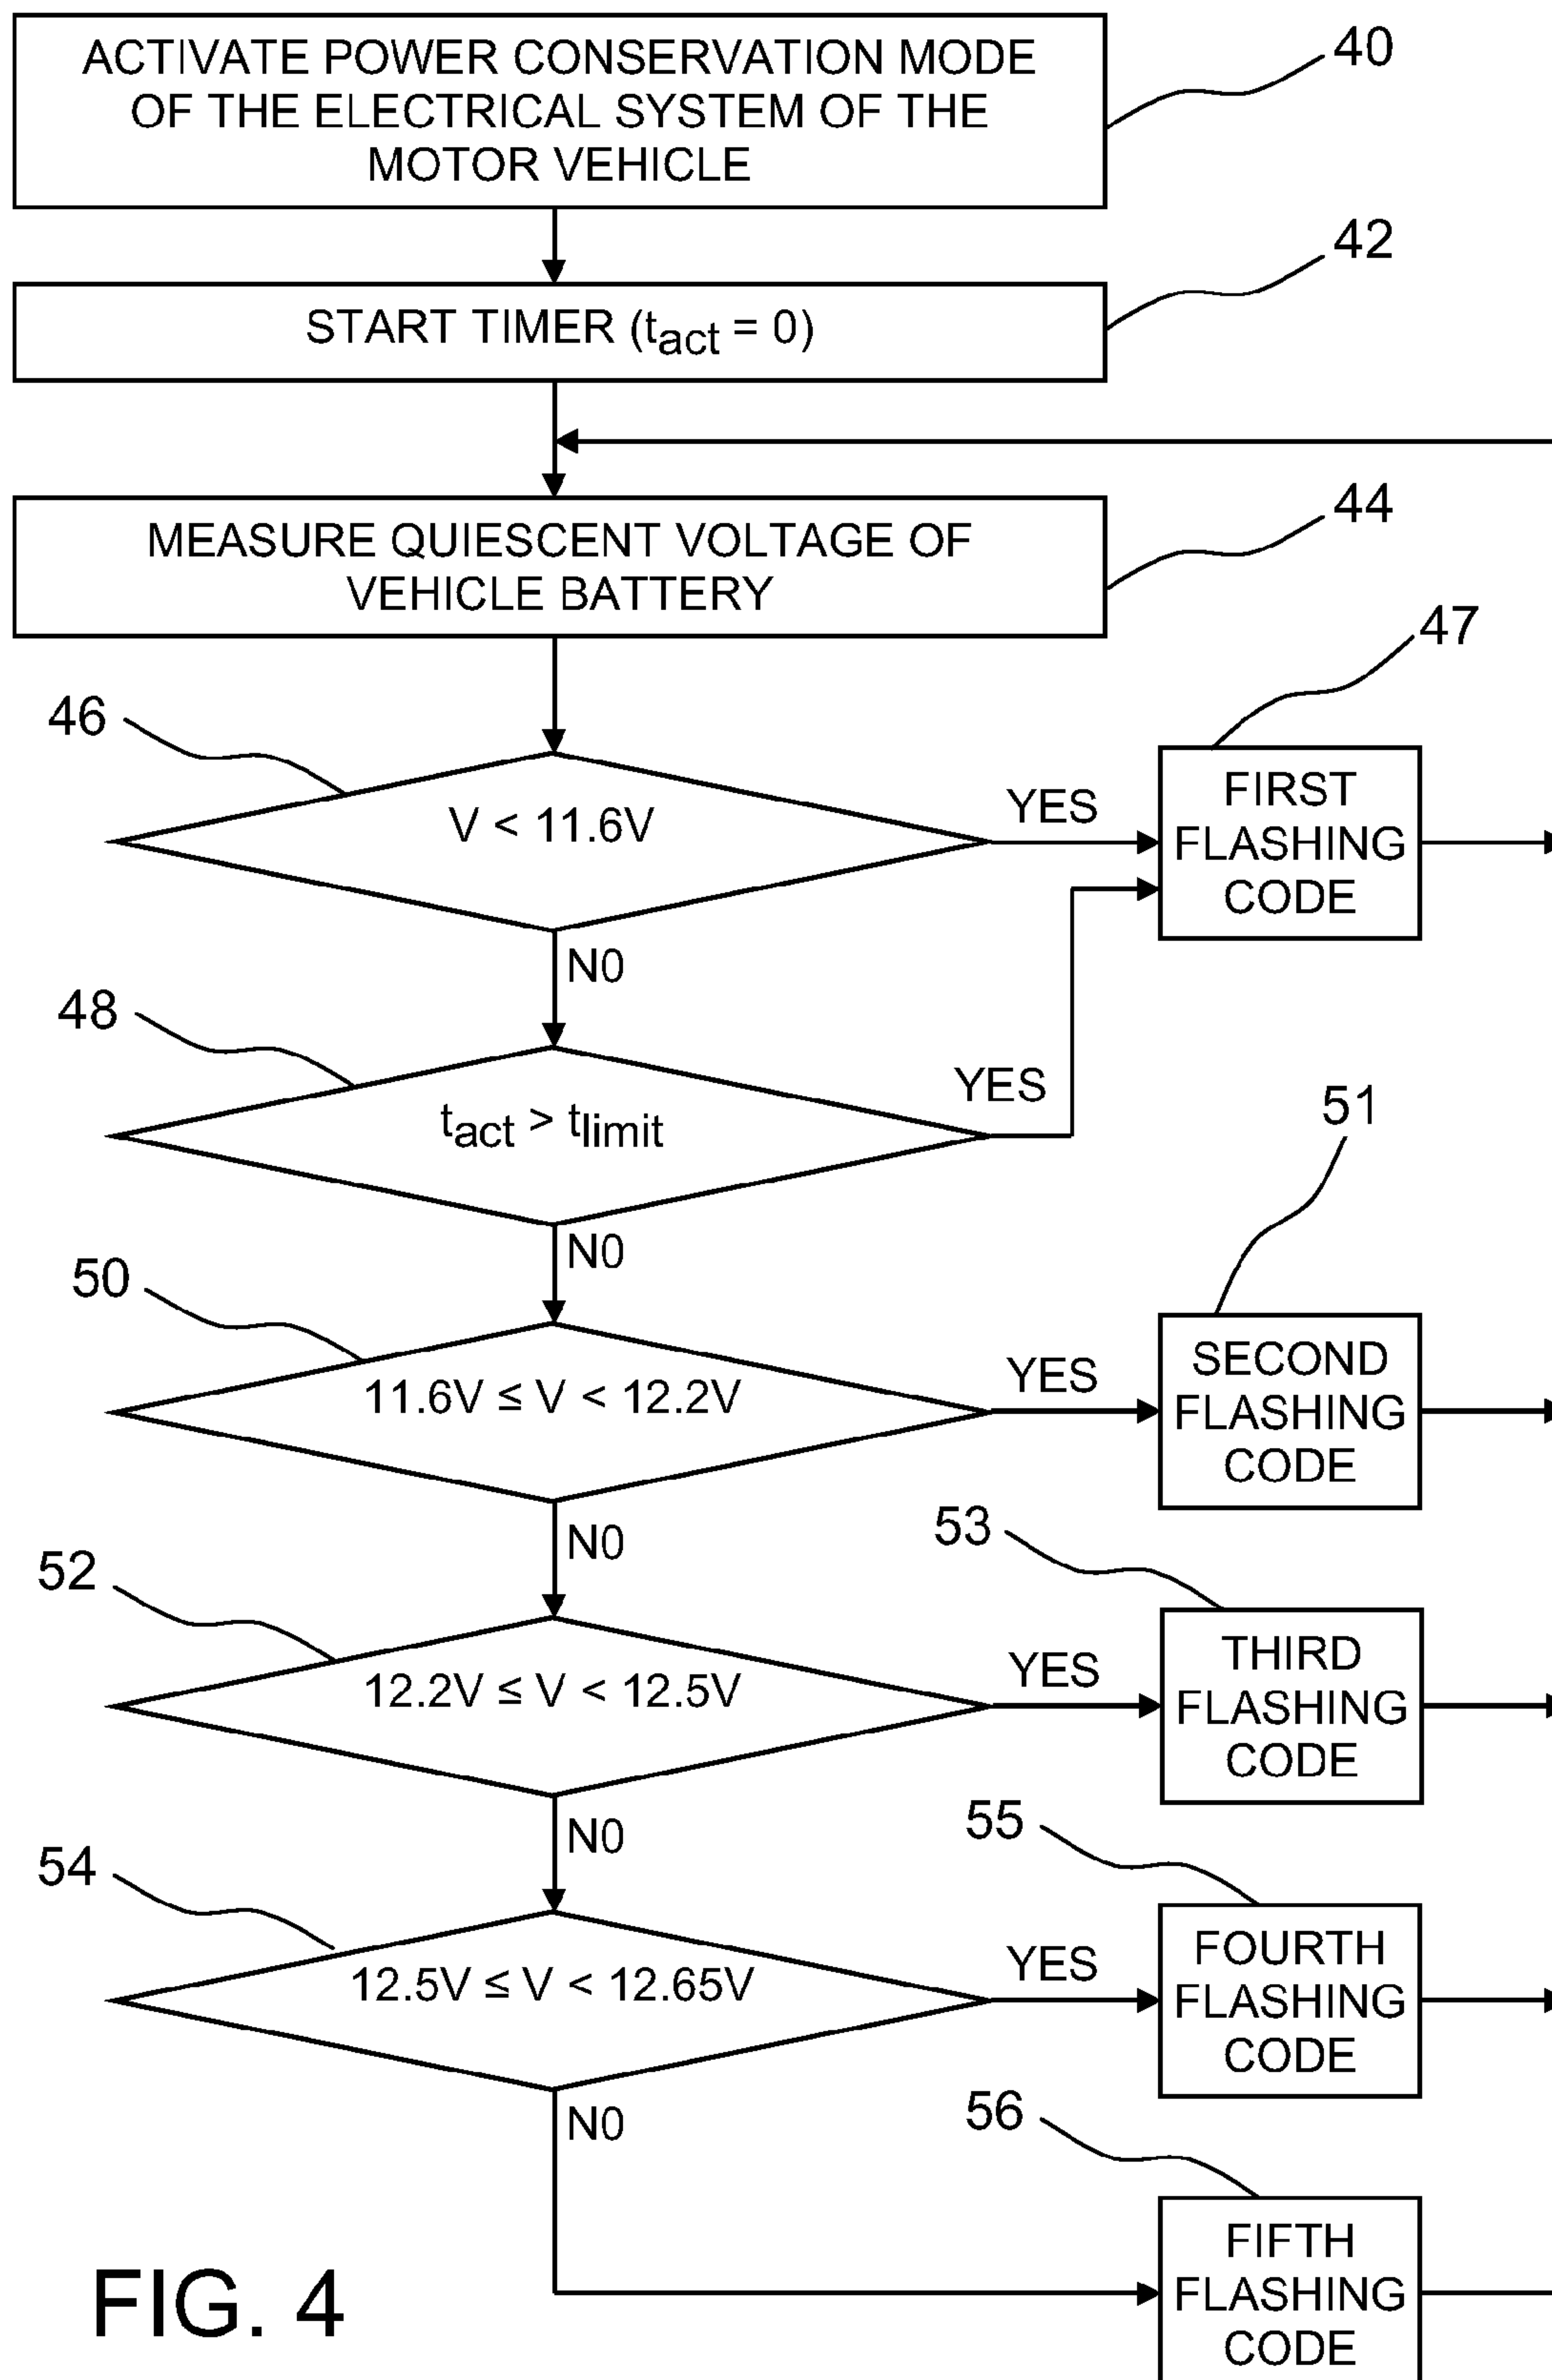 ACTIVATE POWER CONSERVATION MODE
OF THE ELECTRICAL SYSTEM OF THE
MOTOR VEHICLE
40
START TIMER (tact = 0)
42
MEASURE QUIESCENT VOLTAGE OF
VEHICLE BATTERY
44
46
V < 11.6V
YES
47
FIRST
FLASHING
CODE
N0
48
tact > tlimit
YES
N0
50
11.6V ≤ V < 12.2V
YES
51
SECOND
FLASHING
CODE
N0
52
12.2V ≤ V < 12.5V
YES
53
THIRD
FLASHING
CODE
N0
54
12.5V ≤ V < 12.65V
YES
55
FOURTH
FLASHING
CODE
N0
56
FIFTH
FLASHING
CODE
FIG. 4